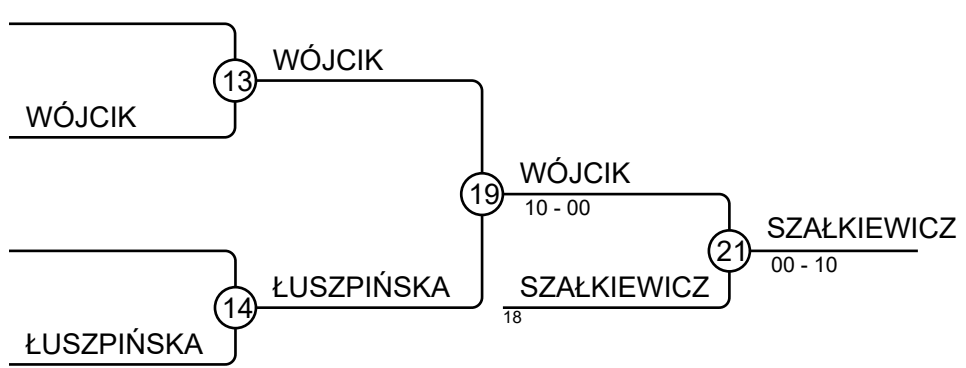 WÓJCIK
13
WÓJCIK
WÓJCIK
19
10 - 00
SZAŁKIEWICZ
21
00 - 10
ŁUSZPIŃSKA
SZAŁKIEWICZ
14
18
ŁUSZPIŃSKA